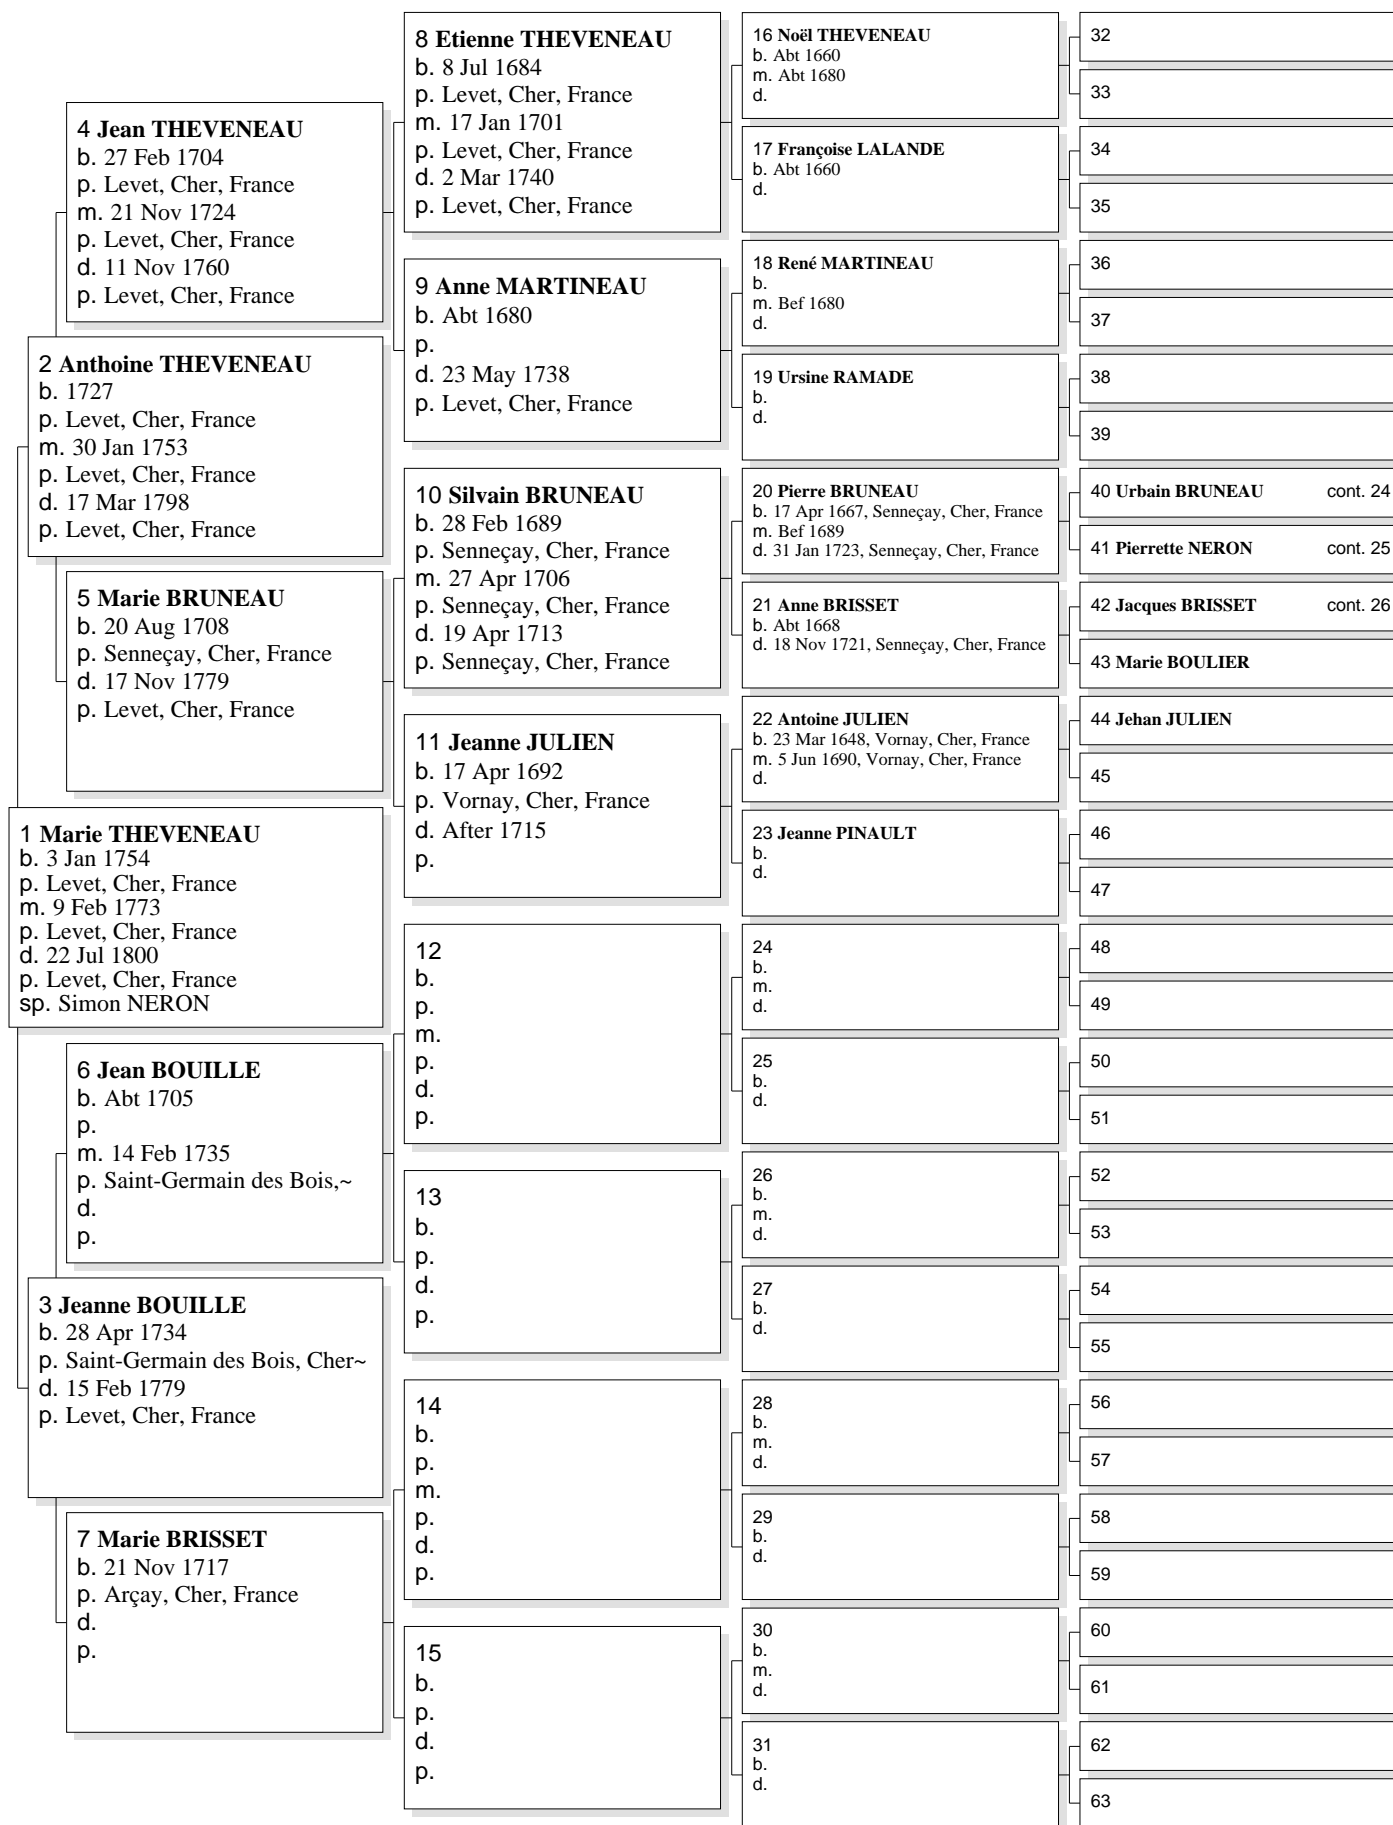 4 Jean THEVENEAU
b. 27 Feb 1704
p. Levet, Cher, France
m. 21 Nov 1724
p. Levet, Cher, France
d. 11 Nov 1760
p. Levet, Cher, France
2 Anthoine THEVENEAU
b. 1727
p. Levet, Cher, France
m. 30 Jan 1753
p. Levet, Cher, France
d. 17 Mar 1798
p. Levet, Cher, France
5 Marie BRUNEAU
b. 20 Aug 1708
p. Senneçay, Cher, France
d. 17 Nov 1779
p. Levet, Cher, France
1 Marie THEVENEAU
b. 3 Jan 1754
p. Levet, Cher, France
m. 9 Feb 1773
p. Levet, Cher, France
d. 22 Jul 1800
p. Levet, Cher, France
sp. Simon NERON
6 Jean BOUILLE
b. Abt 1705
p.
m. 14 Feb 1735
p. Saint-Germain des Bois,~
d.
p.
3 Jeanne BOUILLE
b. 28 Apr 1734
p. Saint-Germain des Bois, Cher~
d. 15 Feb 1779
p. Levet, Cher, France
7 Marie BRISSET
b. 21 Nov 1717
p. Arçay, Cher, France
d.
p.
8 Etienne THEVENEAU
b. 8 Jul 1684
p. Levet, Cher, France
m. 17 Jan 1701
p. Levet, Cher, France
d. 2 Mar 1740
p. Levet, Cher, France
9 Anne MARTINEAU
b. Abt 1680
p.
d. 23 May 1738
p. Levet, Cher, France
10 Silvain BRUNEAU
b. 28 Feb 1689
p. Senneçay, Cher, France
m. 27 Apr 1706
p. Senneçay, Cher, France
d. 19 Apr 1713
p. Senneçay, Cher, France
11 Jeanne JULIEN
b. 17 Apr 1692
p. Vornay, Cher, France
d. After 1715
p.
12
b.
p.
m.
p.
d.
p.
13
b.
p.
d.
p.
14
b.
p.
m.
p.
d.
p.
15
b.
p.
d.
p.
16 Noël THEVENEAU
b. Abt 1660
m. Abt 1680
d.
17 Françoise LALANDE
b. Abt 1660
d.
18 René MARTINEAU
b.
m. Bef 1680
d.
19 Ursine RAMADE
b.
d.
20 Pierre BRUNEAU
b. 17 Apr 1667, Senneçay, Cher, France
m. Bef 1689
d. 31 Jan 1723, Senneçay, Cher, France
21 Anne BRISSET
b. Abt 1668
d. 18 Nov 1721, Senneçay, Cher, France
22 Antoine JULIEN
b. 23 Mar 1648, Vornay, Cher, France
m. 5 Jun 1690, Vornay, Cher, France
d.
23 Jeanne PINAULT
b.
d.
24
b.
m.
d.
25
b.
d.
26
b.
m.
d.
27
b.
d.
28
b.
m.
d.
29
b.
d.
30
b.
m.
d.
31
b.
d.
32
33
34
35
36
37
38
39
40 Urbain BRUNEAU cont. 24
41 Pierrette NERON cont. 25
42 Jacques BRISSET cont. 26
43 Marie BOULIER
44 Jehan JULIEN
45
46
47
48
49
50
51
52
53
54
55
56
57
58
59
60
61
62
63